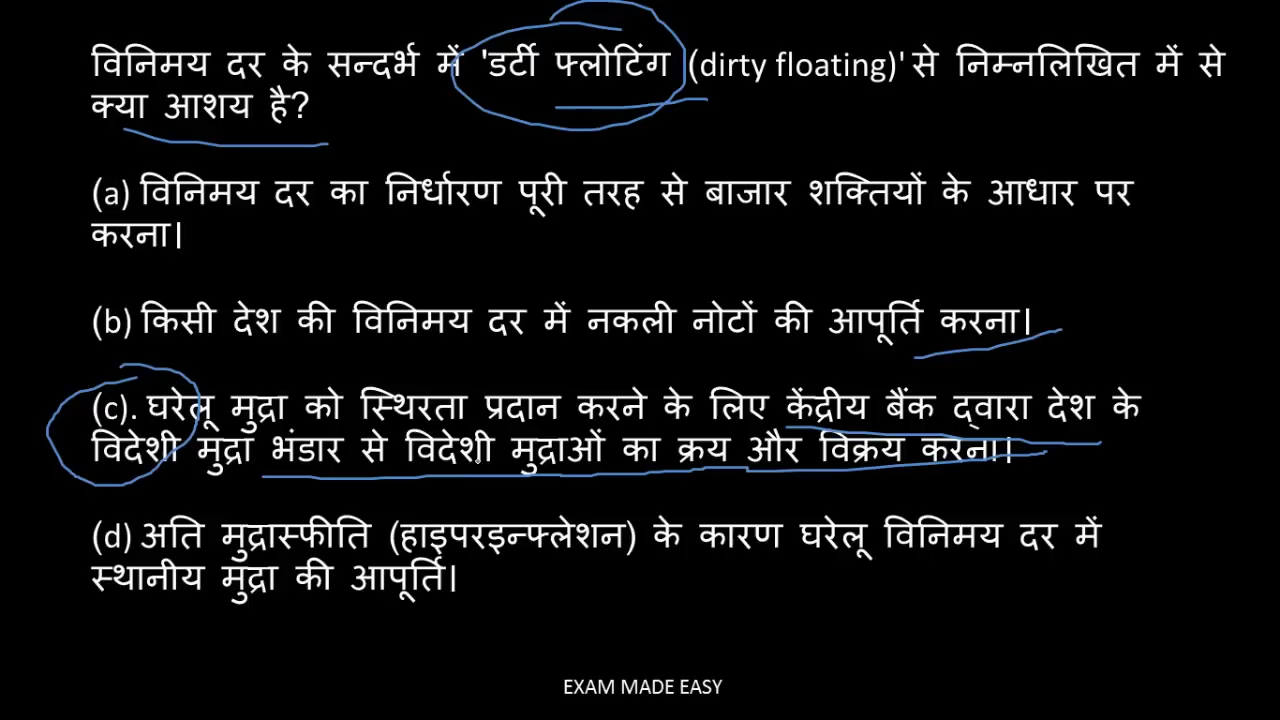 विनिमय दर के सन्दर्भ में 'डर्टी फ्लोटिंग (dirty floating)' से निम्नलिखित में से
क्या आशय है?
(a) विनिमय दर का निर्धारण पूरी तरह से बाजार शक्तियों के आधार पर
करना।
(b) किसी देश की विनिमय दर में नकली नोटों की आपूर्ति करना।
(c). घरेलू मुद्रा को स्थिरता प्रदान करने के लिए केंद्रीय बैंक द्वारा देश के
विदेशी मुद्रा भंडार से विदेशी मुद्राओं का क्रय और विक्रय करना।
(d) अति मुद्रास्फीति (हाइपरइन्फ्लेशन) के कारण घरेलू विनिमय दर में
स्थानीय मुद्रा की आपूर्ति।
EXAM MADE EASY